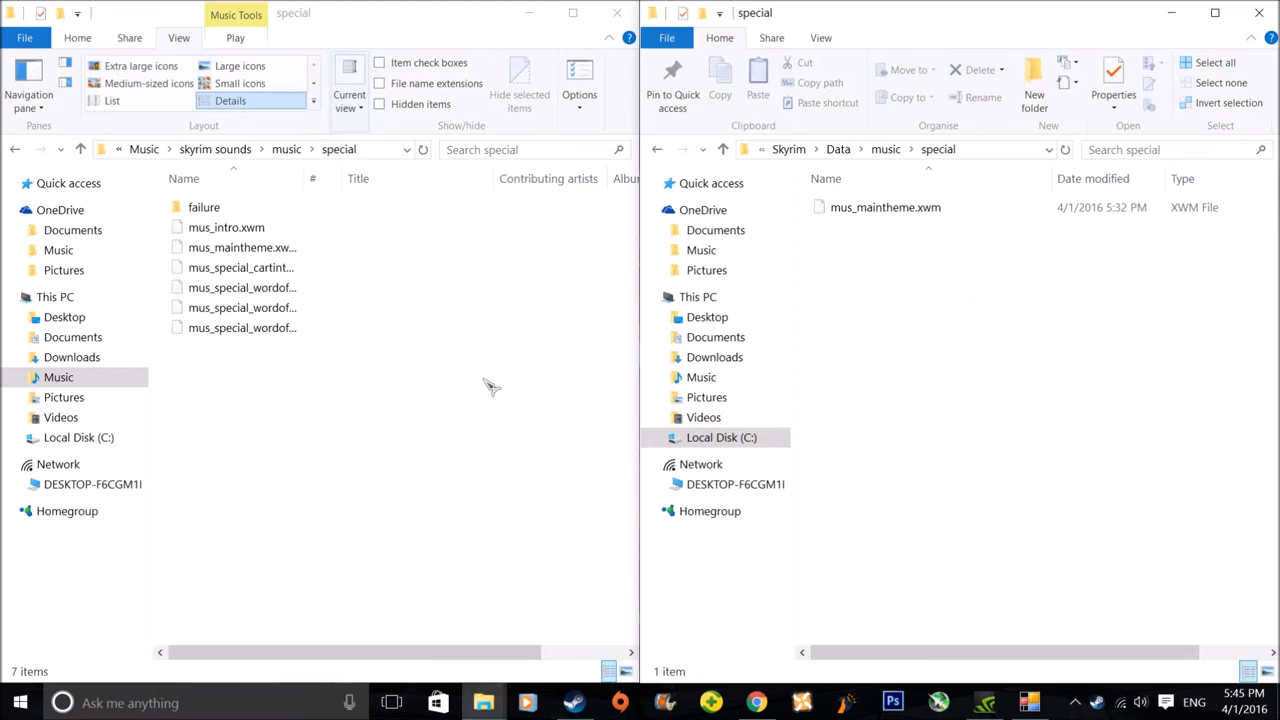 Music Tools
special
File
Home
Share
View
Play
Navigation pane
Extra large icons
Large icons
Medium-sized icons
Small icons
List
Details
Panes
Layout
Current view
Item check boxes
File name extensions
Hidden items
Hide selected items
Options
Show/hide
« Music > skyrim sounds > music > special
Search special
Quick access
OneDrive
Documents
Music
Pictures
This PC
Desktop
Documents
Downloads
Music
Pictures
Videos
Local Disk (C:)
Network
DESKTOP-F6CGM1I
Homegroup
Name
#
Title
Contributing artists
Album
failure
mus_intro.xwm
mus_maintheme.xw...
mus_special_cartint...
mus_special_wordof...
mus_special_wordof...
mus_special_wordof...
7 items
special
File
Home
Share
View
Pin to Quick access
Copy
Paste
Cut
Copy path
Paste shortcut
Clipboard
Move to
Delete
Copy to
Rename
Organise
New folder
New
Properties
Open
Select all
Select none
Invert selection
Select
« Skyrim > Data > music > special
Search special
Quick access
OneDrive
Documents
Music
Pictures
This PC
Desktop
Documents
Downloads
Music
Pictures
Videos
Local Disk (C:)
Network
DESKTOP-F6CGM1I
Homegroup
Name
Date modified
Type
mus_maintheme.xwm
4/1/2016 5:32 PM
XWM File
1 item
Ask me anything
Ps
ENG
5:45 PM
4/1/2016